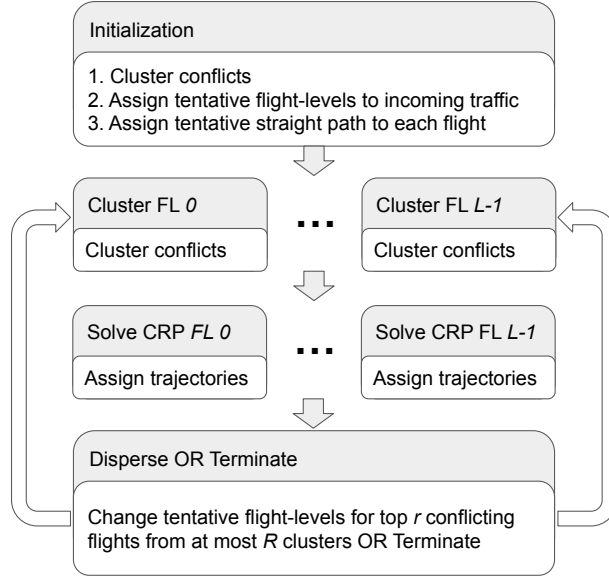 Initialization
1. Cluster conflicts
2. Assign tentative flight-levels to incoming traffic
3. Assign tentative straight path to each flight
Cluster FL 0
Cluster conflicts
...
Cluster FL L-1
Cluster conflicts
Solve CRP FL 0
Assign trajectories
...
Solve CRP FL L-1
Assign trajectories
Disperse OR Terminate
Change tentative flight-levels for top r conflicting
flights from at most R clusters OR Terminate